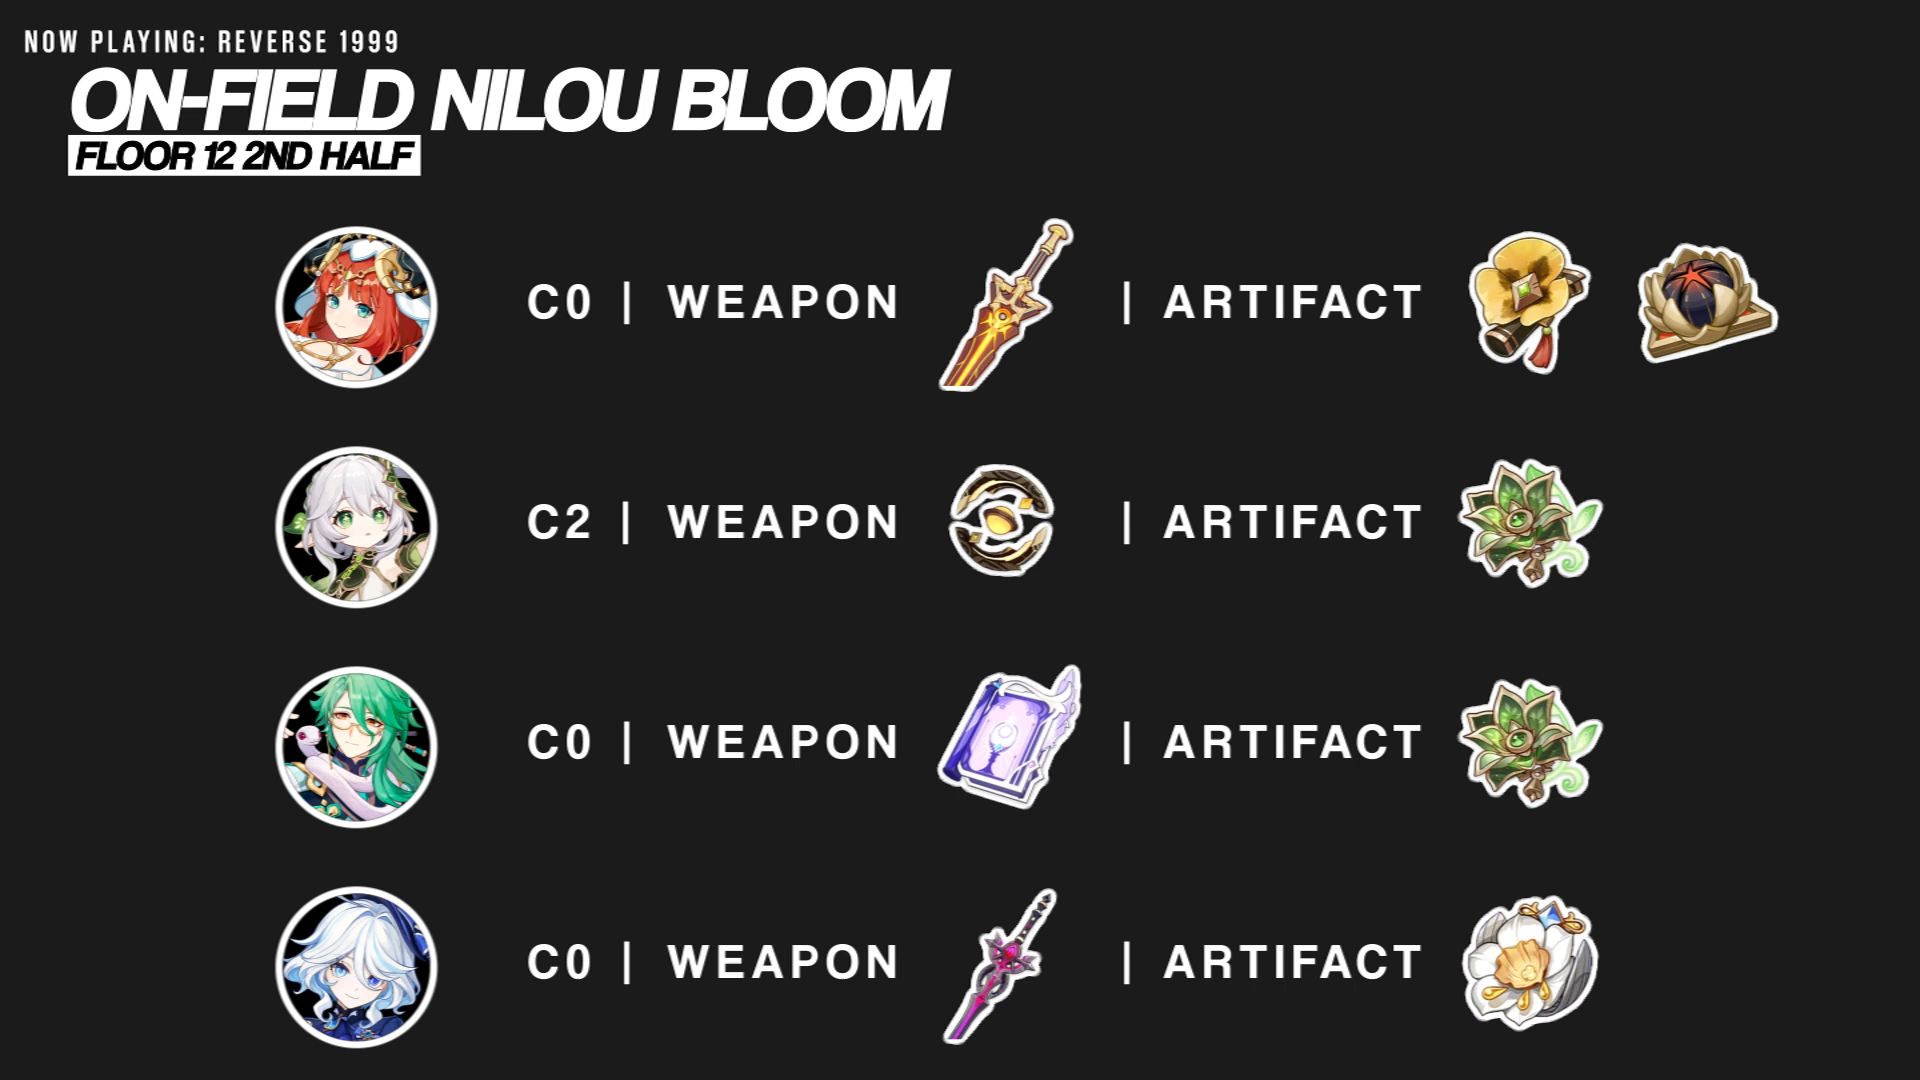 NOW PLAYING: REVERSE 1999
ON-FIELD NILOU BLOOM
FLOOR 12 2ND HALF
C0 | WEAPON | ARTIFACT
C2 | WEAPON | ARTIFACT
C0 | WEAPON | ARTIFACT
C0 | WEAPON | ARTIFACT